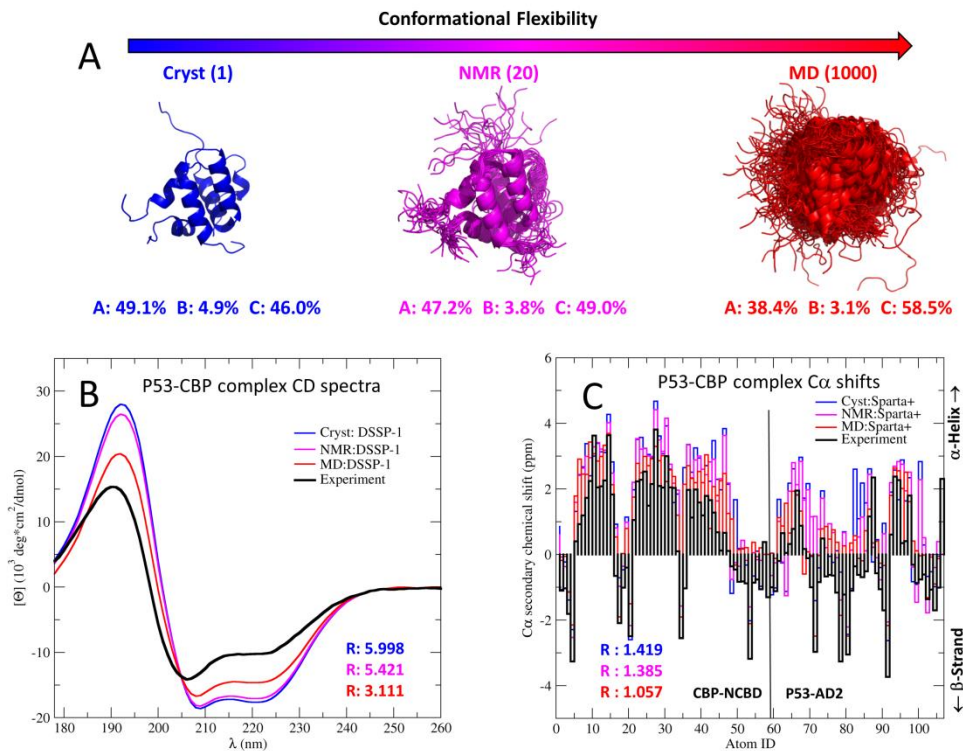 Conformational Flexibility
A
Cryst (1)
NMR (20)
MD (1000)
A: 49.1% B: 4.9% C: 46.0%
A: 47.2% B: 3.8% C: 49.0%
A: 38.4% B: 3.1% C: 58.5%
B
P53-CBP complex CD spectra
Cryst: DSSP-1
NMR:DSSP-1
MD:DSSP-1
Experiment
R: 5.998
R: 5.421
R: 3.111
[Θ] (10³ deg*cm²/dmol)
30
20
10
0
-10
-20
180 190 200 210 220 230 240 250 260
λ (nm)
C
P53-CBP complex Cα shifts
Cyst:Sparta+
NMR:Sparta+
MD:Sparta+
Experiment
R : 1.419
R : 1.385
R : 1.057
CBP-NCBD
P53-AD2
Cα secondary chemical shift (ppm)
6
4
2
0
-2
-4
0 10 20 30 40 50 60 70 80 90 100
Atom ID
α-Helix →
← β-Strand